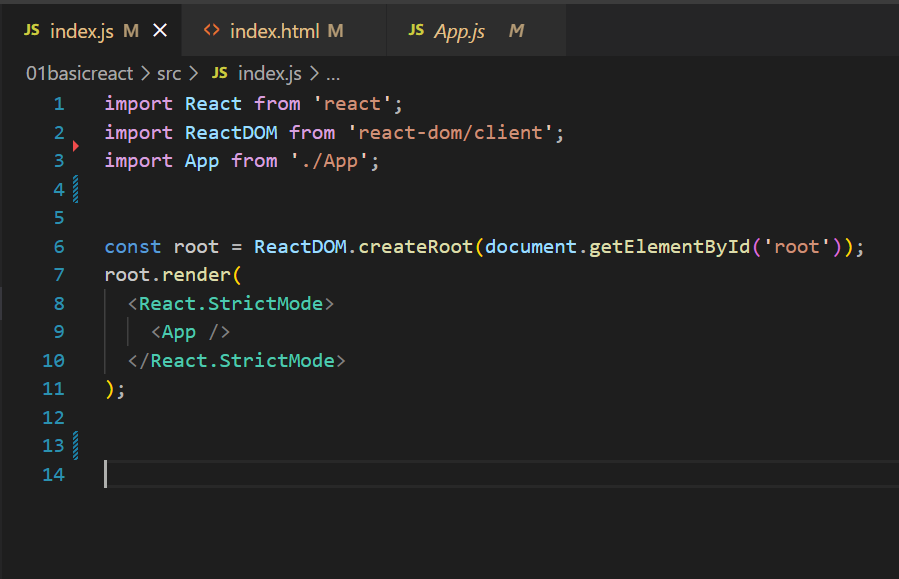 JS index.js M × <> index.html M JS App.js M
01basicreact > src > JS index.js > ...
1 import React from 'react';
2 import ReactDOM from 'react-dom/client';
3 import App from './App';
4
5
6 const root = ReactDOM.createRoot(document.getElementById('root'));
7 root.render(
8   <React.StrictMode>
9     <App />
10   </React.StrictMode>
11 );
12
13
14